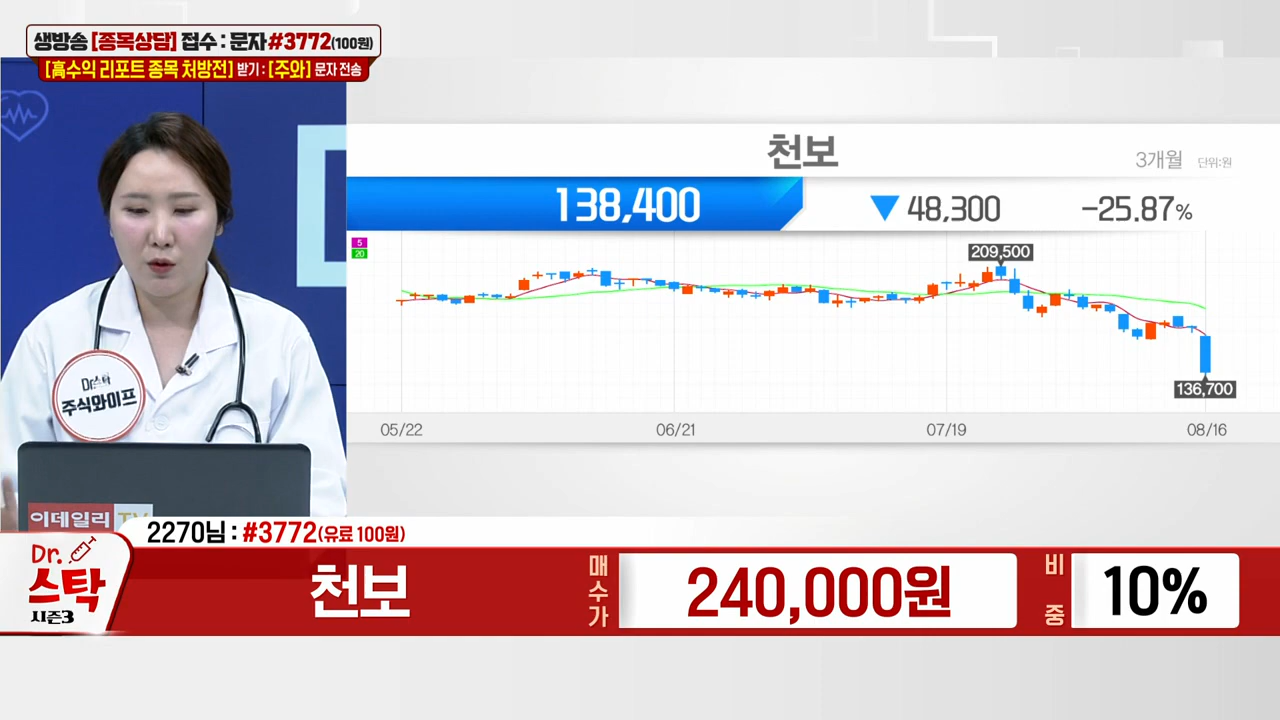 생방송 [종목상담] 접수 : 문자#3772(100원)
[高수익 리포트 종목 처방전] 받기 : [주와] 문자 전송
천보
3개월 단위:원
138,400 ▼48,300 -25.87%
5
20
209,500
136,700
05/22 06/21 07/19 08/16
Dr.스탁
주식와이프
이데일리 TV
2270님 : #3772(유료 100원)
Dr.
스탁
시즌3
천보 매수가 240,000원 비중 10%